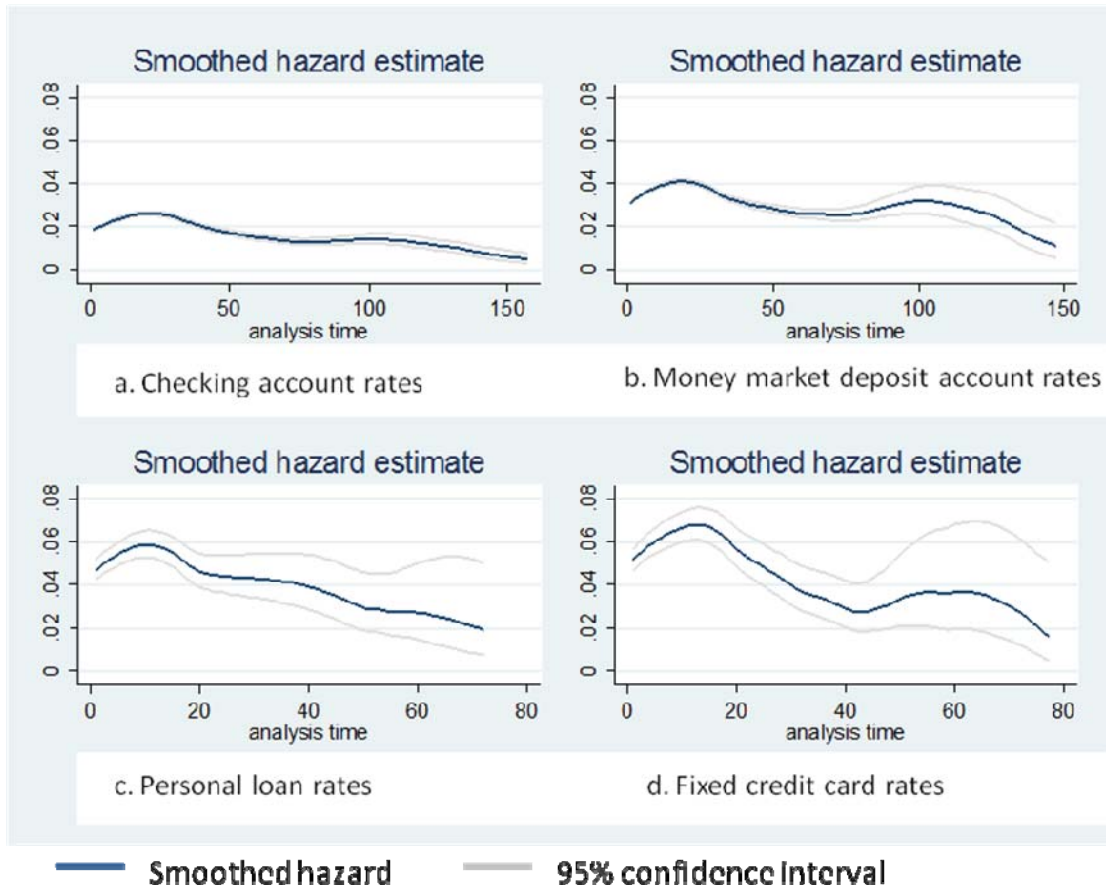 Smoothed hazard estimate
.08
.06
.04
.02
0
0 50 100 150
analysis time
a. Checking account rates
Smoothed hazard estimate
.08
.06
.04
.02
0
0 50 100 150
analysis time
b. Money market deposit account rates
Smoothed hazard estimate
.08
.06
.04
.02
0
0 20 40 60 80
analysis time
c. Personal loan rates
Smoothed hazard estimate
.08
.06
.04
.02
0
0 20 40 60 80
analysis time
d. Fixed credit card rates
Smoothed hazard 95% confidence interval